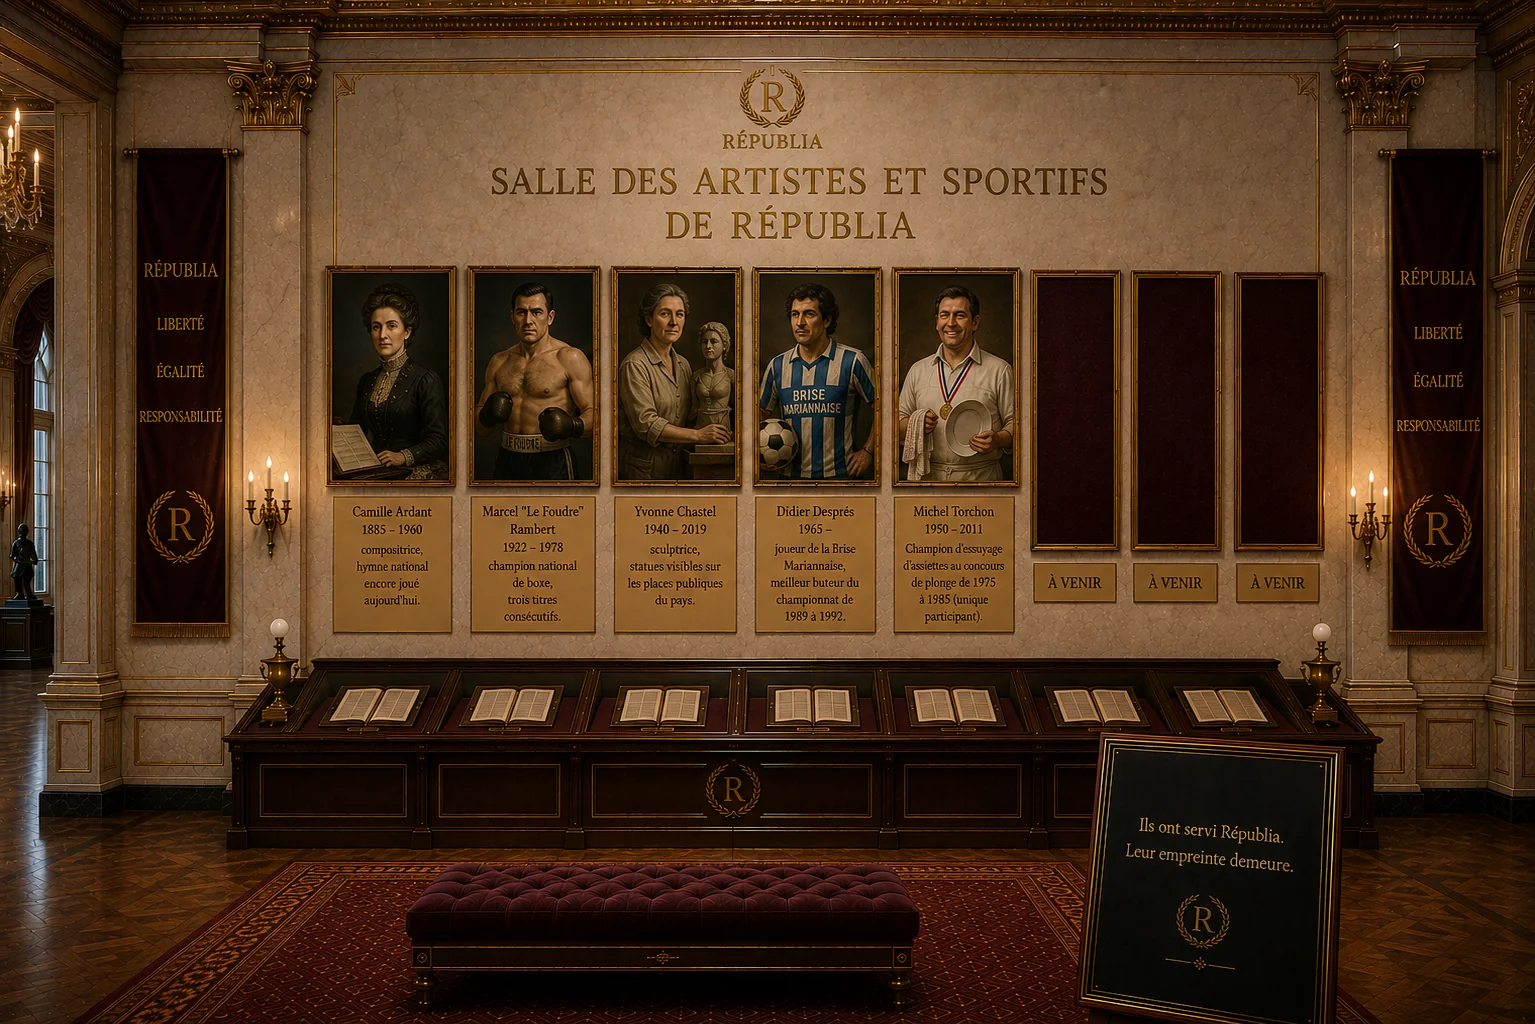 R
RÉPUBLIA
SALLE DES ARTISTES ET SPORTIFS
DE RÉPUBLIA
RÉPUBLIA
LIBERTÉ
ÉGALITÉ
RESPONSABILITÉ
R
BRISE
MARIANNAISE
Camille Ardant
1885 – 1960
compositrice,
hymne national
encore joué
aujourd'hui.
Marcel "Le Foudre"
Rambert
1922 – 1978
champion national
de boxe,
trois titres
consécutifs.
Yvonne Chastel
1940 – 2019
sculptrice,
statues visibles sur
les places publiques
du pays.
Didier Després
1965 –
joueur de la Brise
Mariannaise,
meilleur buteur du
championnat de
1989 à 1992.
Michel Torchon
1950 – 2011
Champion d'essuyage
d'assiettes au concours
de plonge de 1975
à 1985 (unique
participant).
À VENIR
À VENIR
À VENIR
RÉPUBLIA
LIBERTÉ
ÉGALITÉ
RESPONSABILITÉ
R
R
Ils ont servi Républia.
Leur empreinte demeure.
R